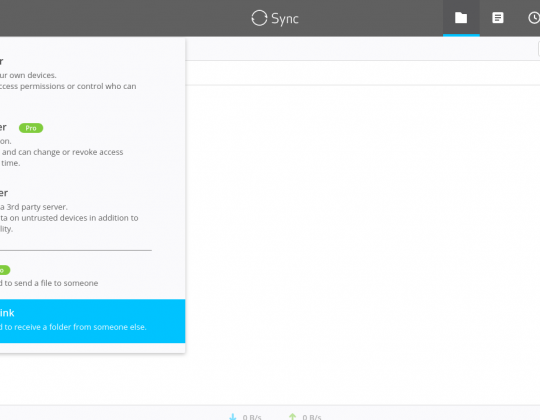 Sync
r
ur own devices.
ccess permissions or control who can
er Pro
on.
and can change or revoke access
time.
er
a 3rd party server.
ta on untrusted devices in addition to
lity.
o
d to send a file to someone
ink
d to receive a folder from someone else.
0 B/s 0 B/s